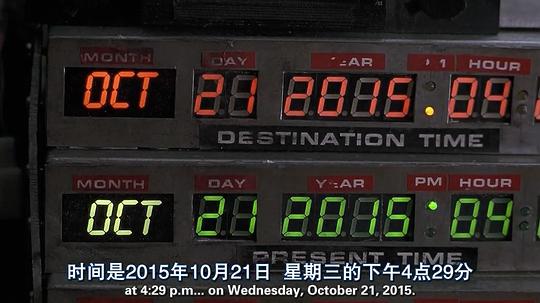 MONTH DAY YEAR HOUR
OCT 21 2015 04
DESTINATION TIME
MONTH DAY YEAR PM HOUR
OCT 21 2015 04
PRESENT TIME
时间是2015年10月21日 星期三的下午4点29分
at 4:29 p.m... on Wednesday, October 21, 2015.